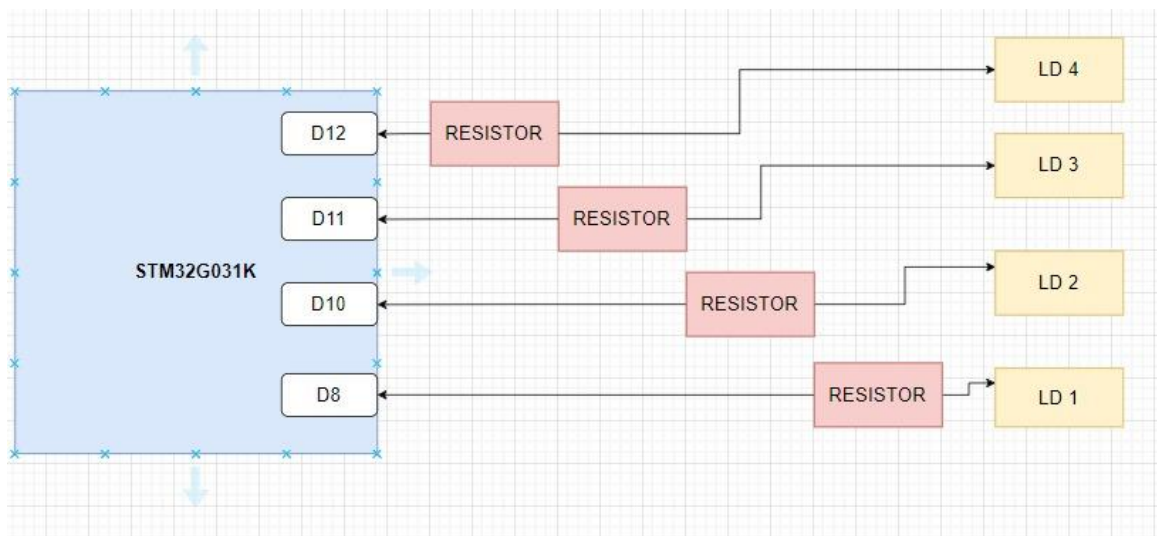 LD 4
D12
RESISTOR
LD 3
D11
RESISTOR
STM32G031K
LD 2
D10
RESISTOR
D8
RESISTOR
LD 1